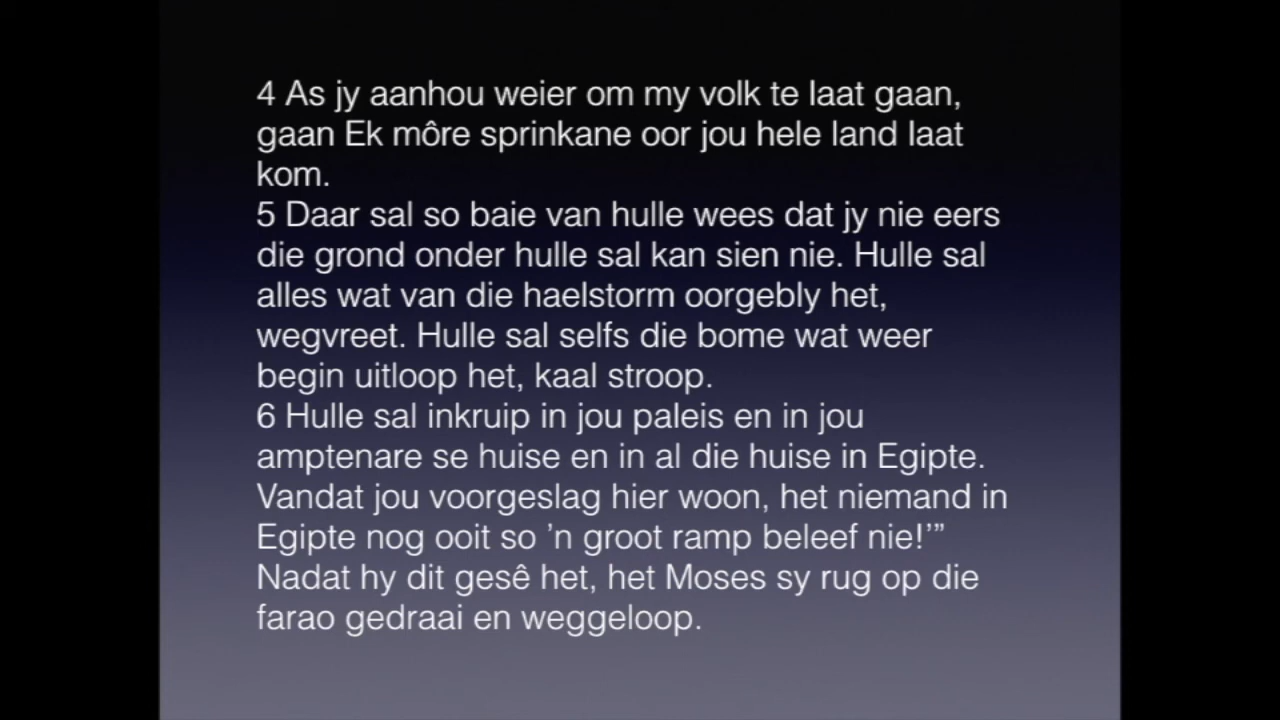 4 As jy aanhou weier om my volk te laat gaan,
gaan Ek môre sprinkane oor jou hele land laat
kom.
5 Daar sal so baie van hulle wees dat jy nie eers
die grond onder hulle sal kan sien nie. Hulle sal
alles wat van die haelstorm oorgebly het,
wegvreet. Hulle sal selfs die bome wat weer
begin uitloop het, kaal stroop.
6 Hulle sal inkruip in jou paleis en in jou
amptenare se huise en in al die huise in Egipte.
Vandat jou voorgeslag hier woon, het niemand in
Egipte nog ooit so ’n groot ramp beleef nie!’”
Nadat hy dit gesê het, het Moses sy rug op die
farao gedraai en weggeloop.